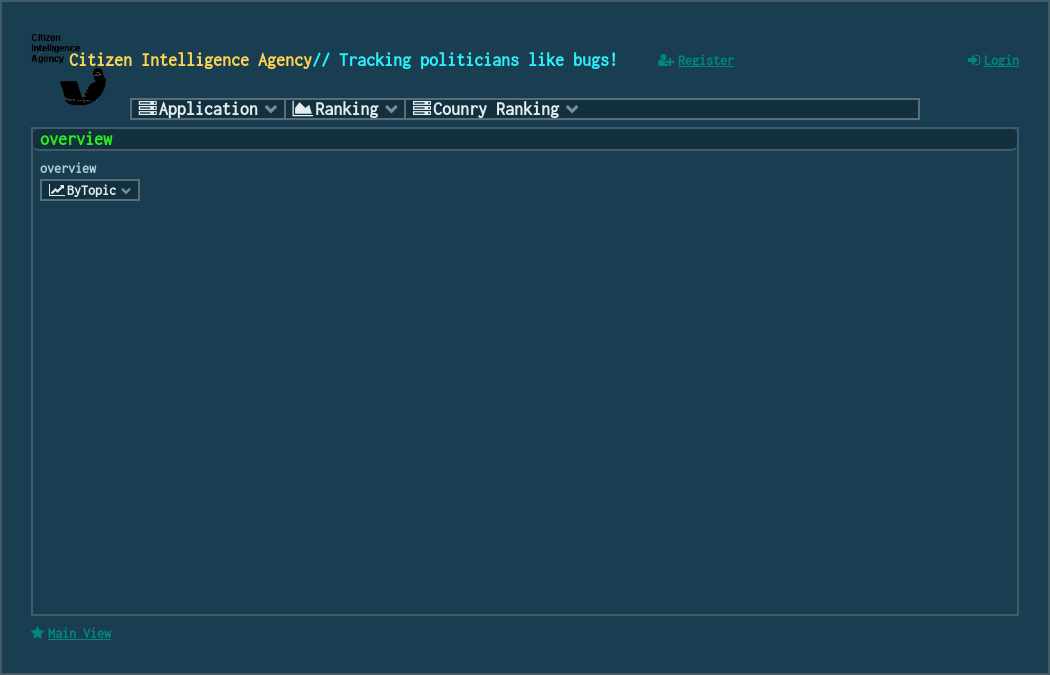 Citizen
Intelligence
Agency
Citizen Intelligence Agency// Tracking politicians like bugs!
Register
Login
Application
Ranking
Counry Ranking
overview
overview
ByTopic
Main View